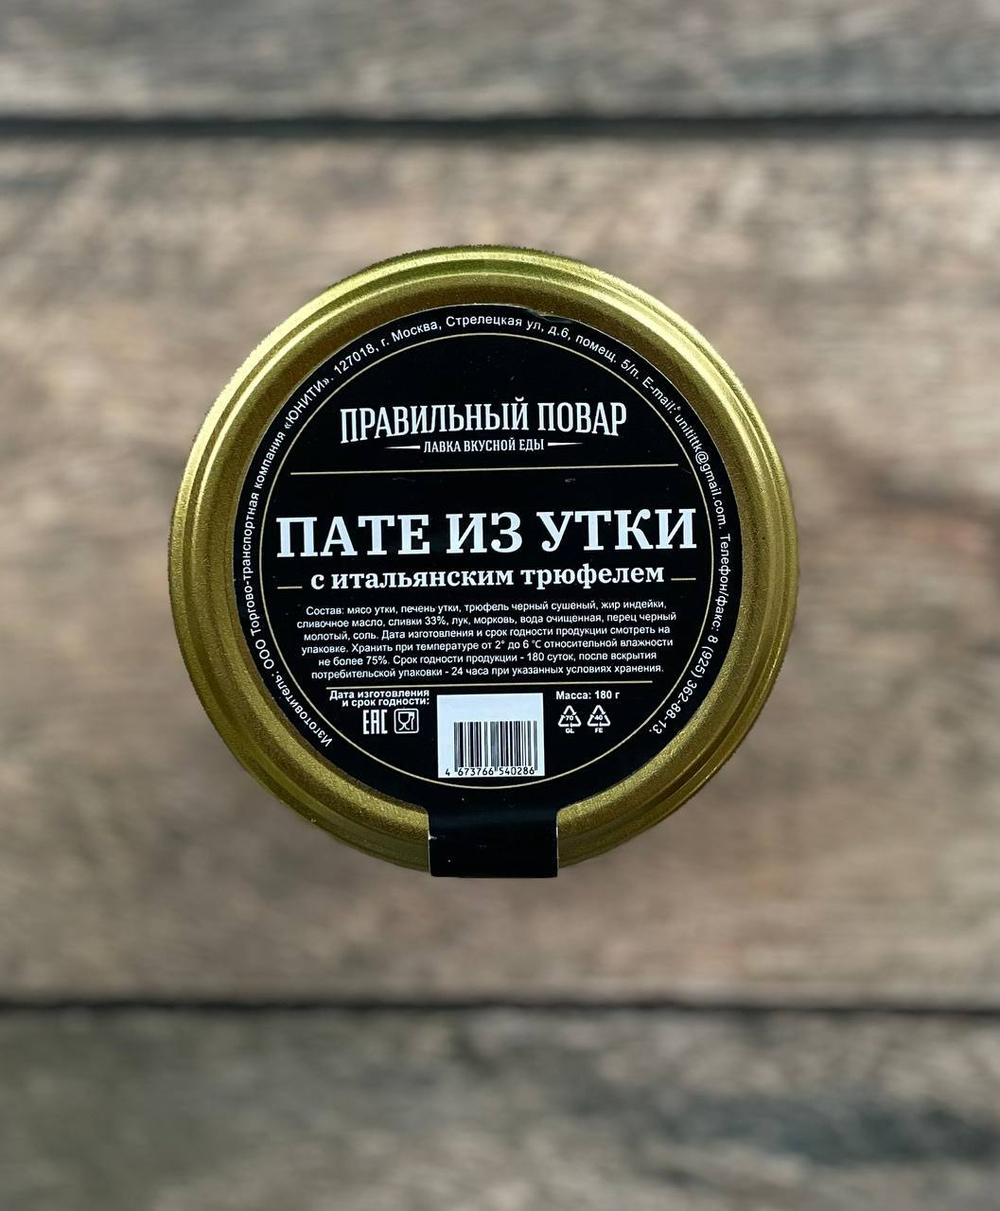 Изготовитель: ООО Торгово-транспортная компания «ЮНИТИ». 127018, г. Москва, Стрелецкая ул, д.6, помещ. 5/п. E-mail: unitittk@gmail.com. Телефон/факс: 8 (925) 362-88-13.
ПРАВИЛЬНЫЙ ПОВАР
ЛАВКА ВКУСНОЙ ЕДЫ
ПАТЕ ИЗ УТКИ
с итальянским трюфелем
Состав: мясо утки, печень утки, трюфель черный сушеный, жир индейки,
сливочное масло, сливки 33%, лук, морковь, вода очищенная, перец черный
молотый, соль. Дата изготовления и срок годности продукции смотреть на
упаковке. Хранить при температуре от 2° до 6 °С относительной влажности
не более 75%. Срок годности продукции - 180 суток, после вскрытия
потребительской упаковки - 24 часа при указанных условиях хранения.
Дата изготовления
и срок годности:
Масса: 180 г
EAC
70
GL
40
FE
4 673766 540286